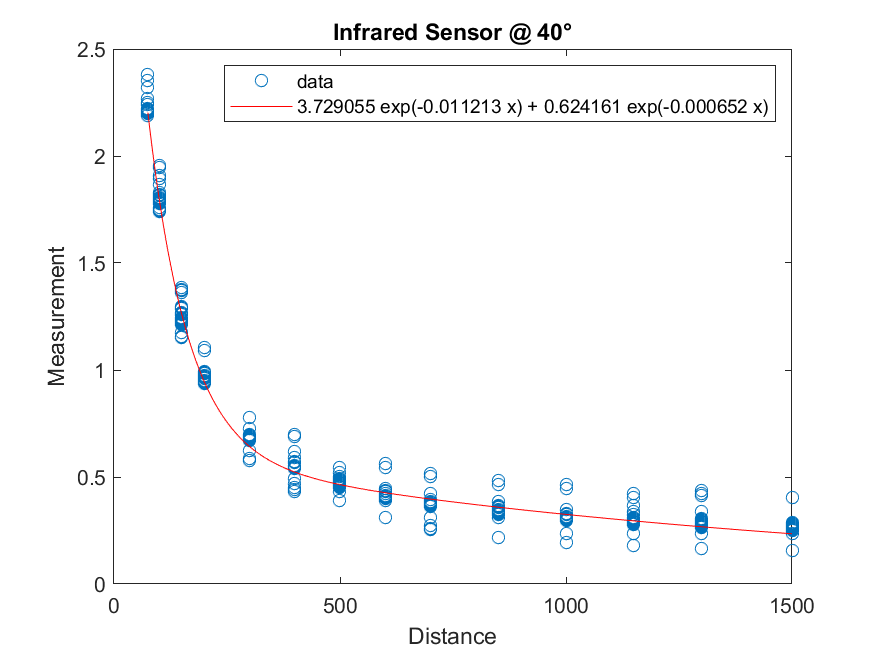 Infrared Sensor @ 40°
data
3.729055 exp(-0.011213 x) + 0.624161 exp(-0.000652 x)
2.5
2
1.5
1
0.5
0
Measurement
0 500 1000 1500
Distance